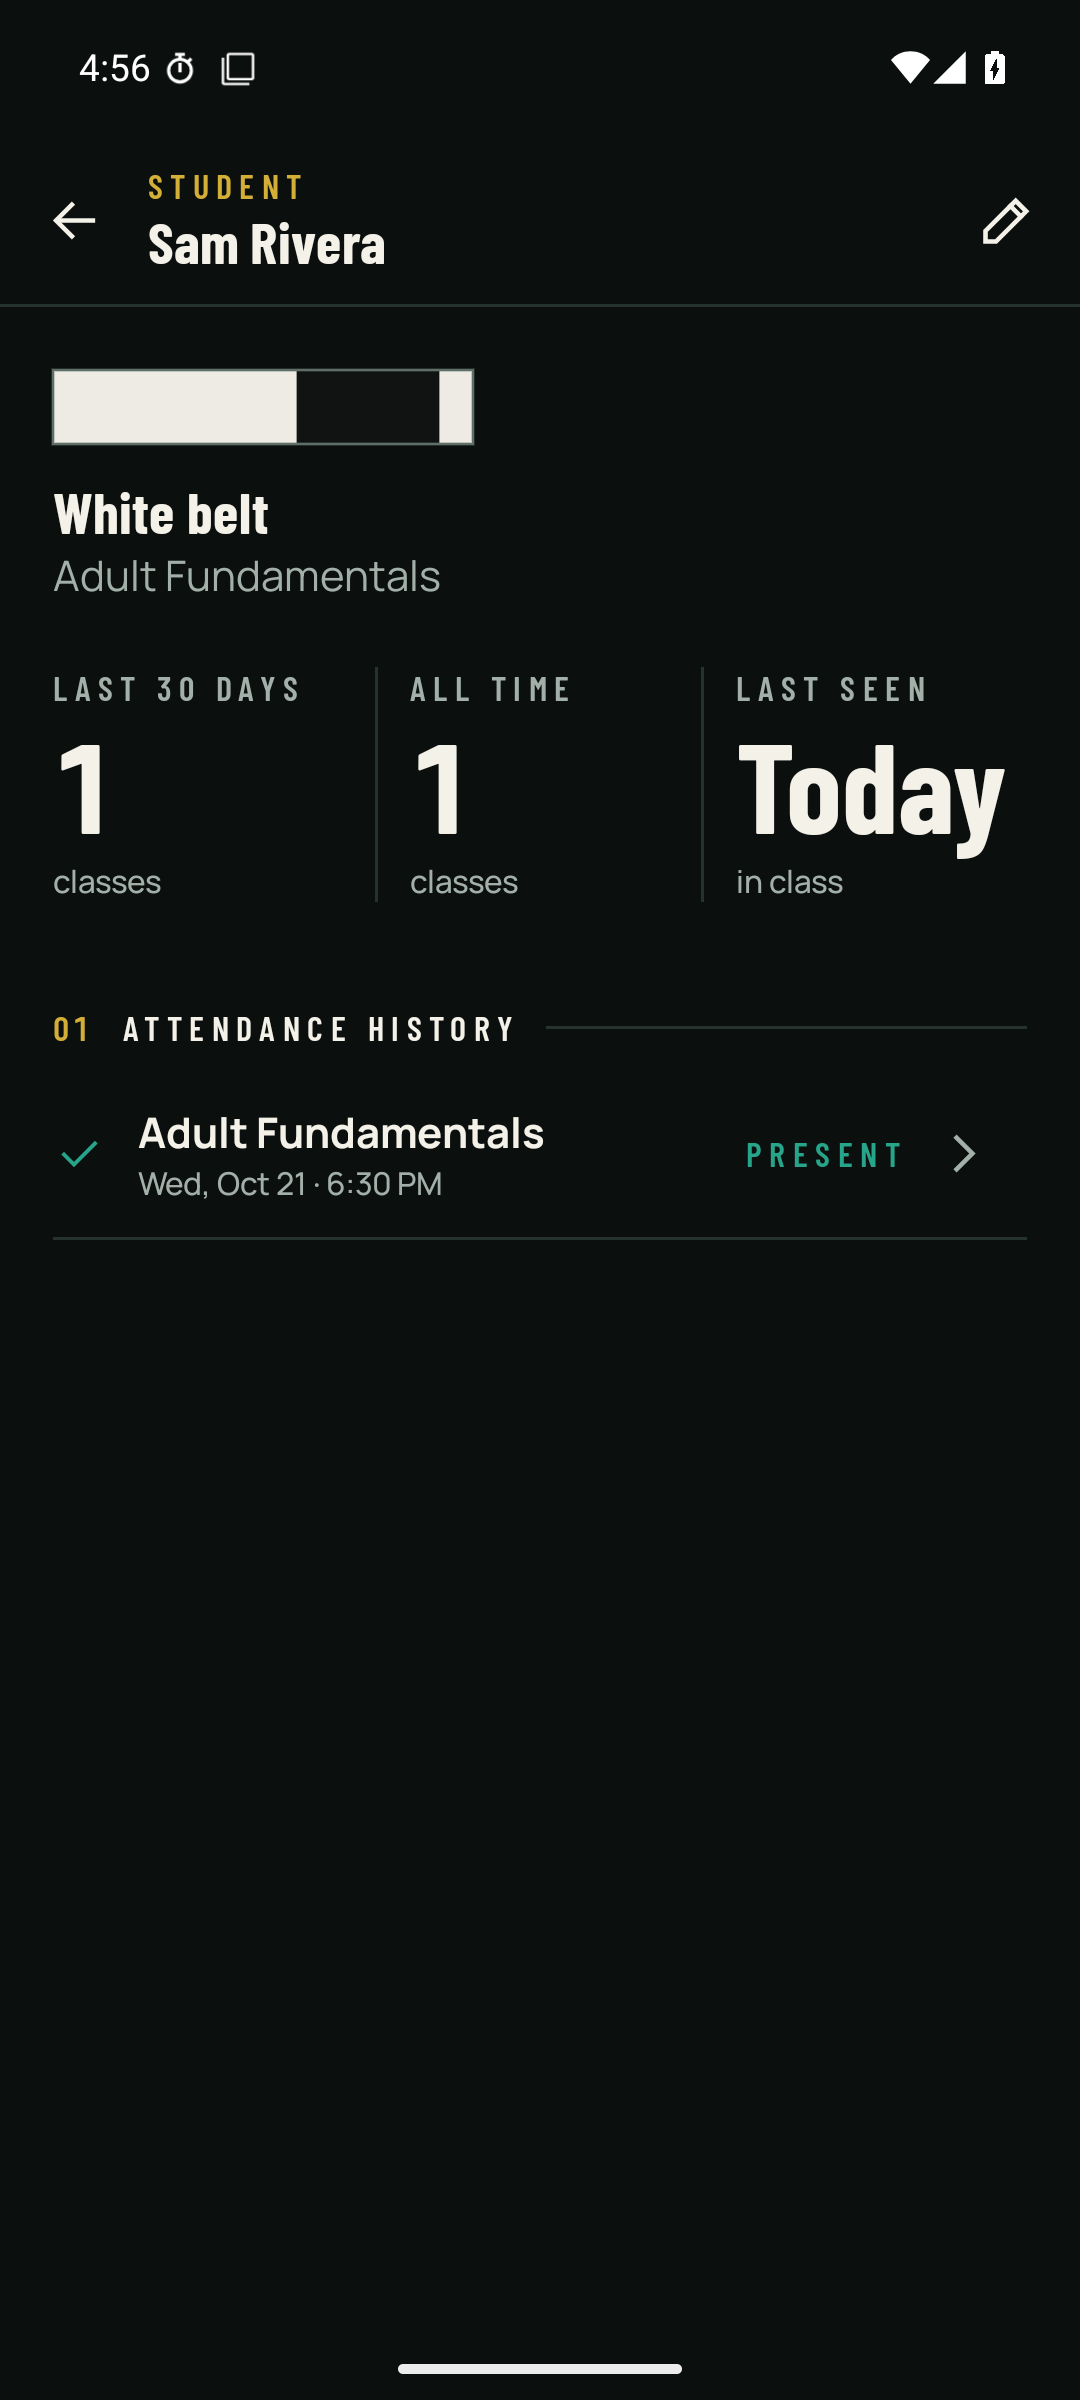 4:56
STUDENT
Sam Rivera
White belt
Adult Fundamentals
LAST 30 DAYS
1
classes
ALL TIME
1
classes
LAST SEEN
Today
in class
01 ATTENDANCE HISTORY
Adult Fundamentals
Wed, Oct 21 · 6:30 PM
PRESENT